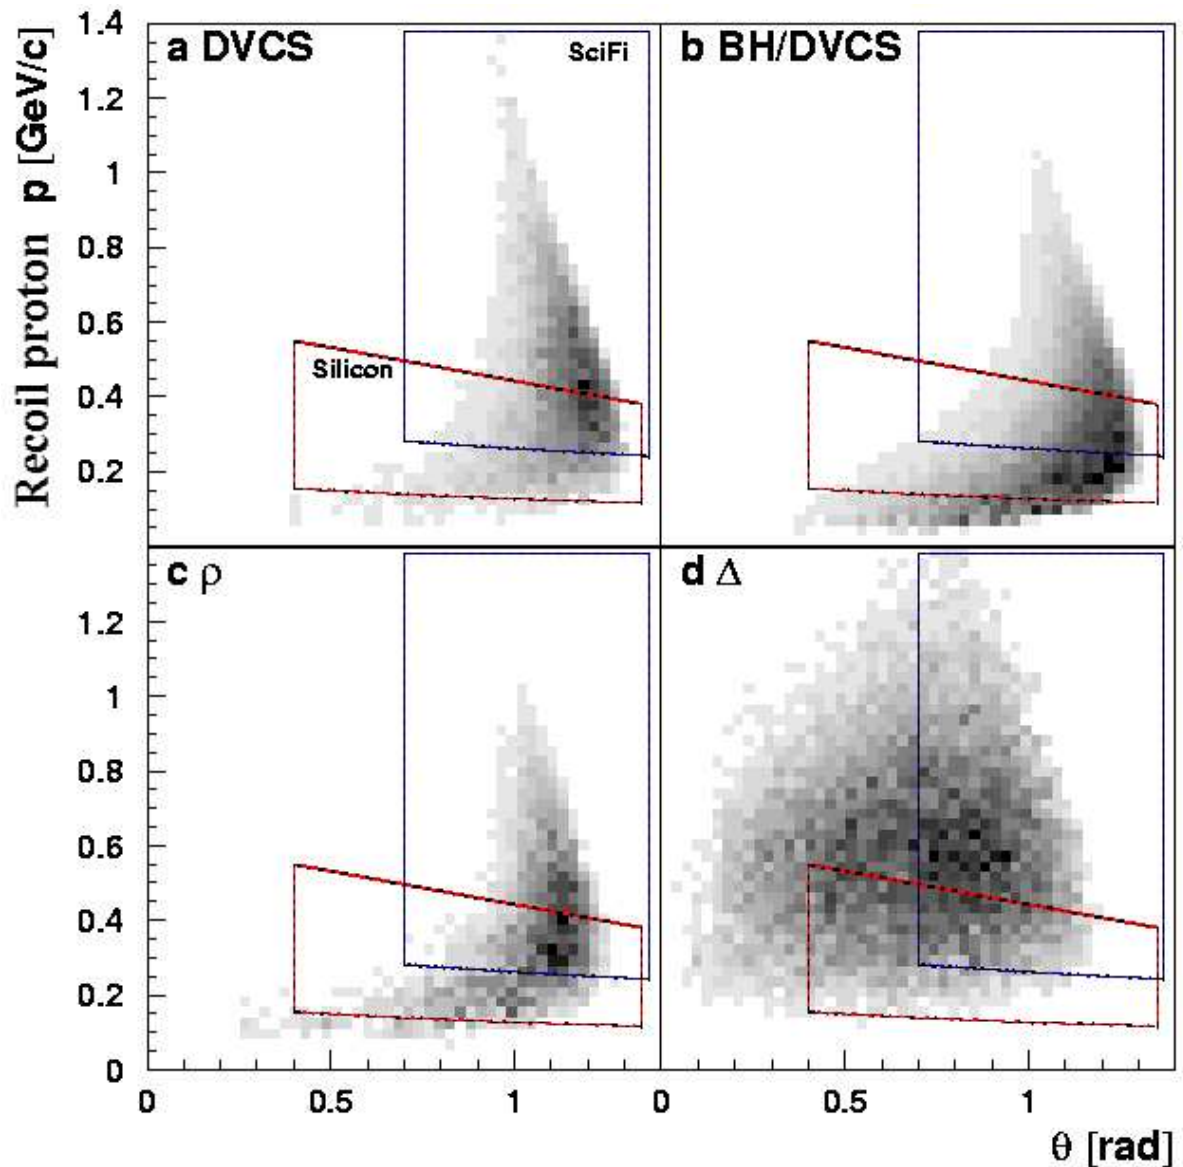 a DVCS
SciFi
b BH/DVCS
Recoil proton p [GeV/c]
1.4
1.2
1
0.8
0.6
0.4
0.2
Silicon
c ρ
d Δ
1.2
1
0.8
0.6
0.4
0.2
0
0 0.5 1 0 0.5 1
θ [rad]